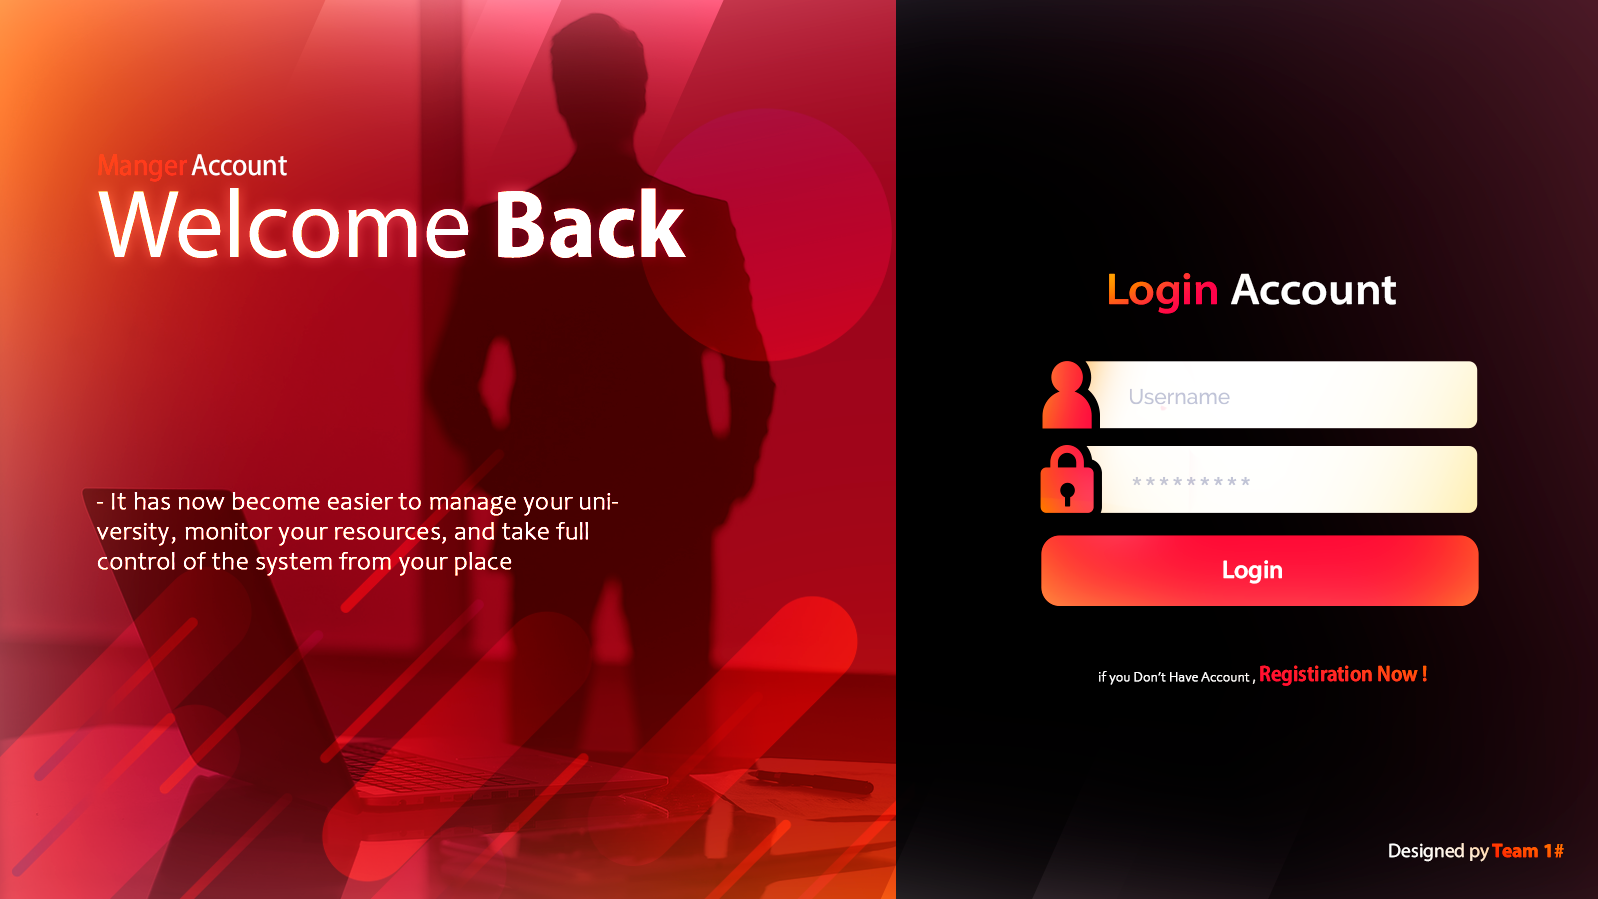 Manger Account
Welcome Back
- It has now become easier to manage your uni-
versity, monitor your resources, and take full
control of the system from your place
Login Account
Username
*********
Login
if you Don't Have Account , Registiration Now !
Designed py Team 1#